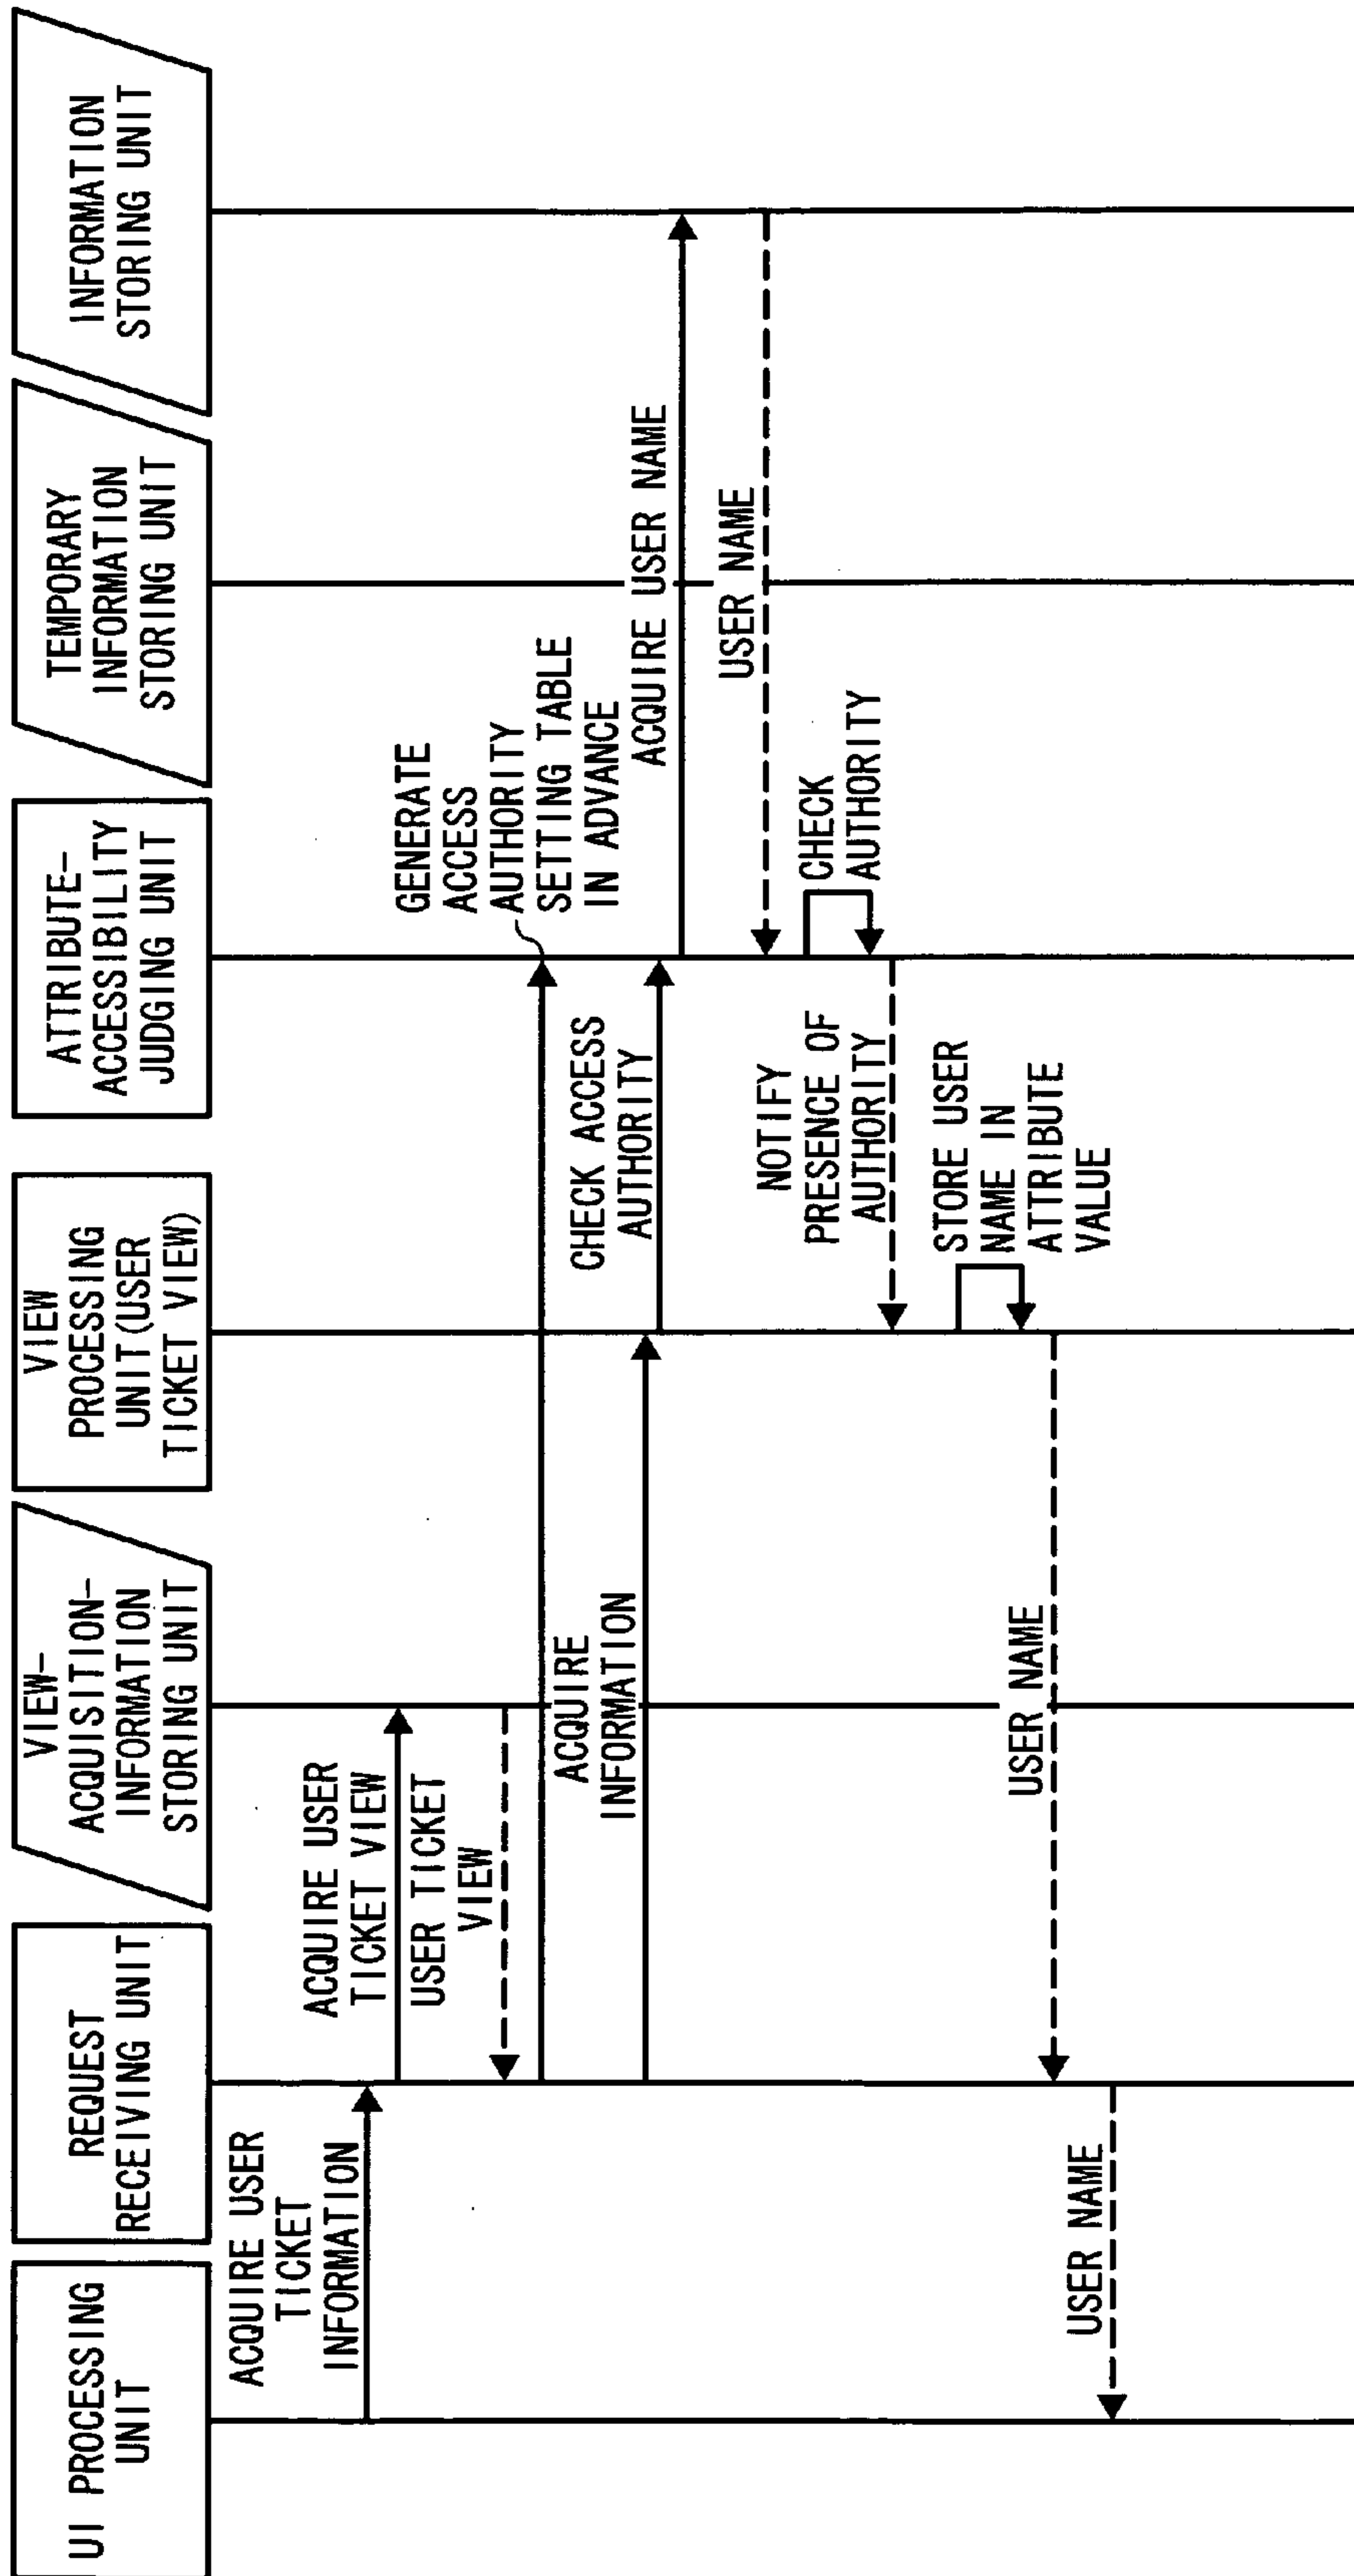 UI PROCESSING
UNIT
REQUEST
RECEIVING UNIT
VIEW-
ACQUISITION-
INFORMATION
STORING UNIT
VIEW
PROCESSING
UNIT(USER
TICKET VIEW)
ATTRIBUTE-
ACCESSIBILITY
JUDGING UNIT
TEMPORARY
INFORMATION
STORING UNIT
INFORMATION
STORING UNIT
ACQUIRE USER
TICKET
INFORMATION
ACQUIRE USER
TICKET VIEW
USER TICKET
VIEW
GENERATE
ACCESS
AUTHORITY
SETTING TABLE
IN ADVANCE
ACQUIRE
INFORMATION
CHECK ACCESS
AUTHORITY
ACQUIRE USER NAME
USER NAME
CHECK
AUTHORITY
NOTIFY
PRESENCE OF
AUTHORITY
STORE USER
NAME IN
ATTRIBUTE
VALUE
USER NAME
USER NAME